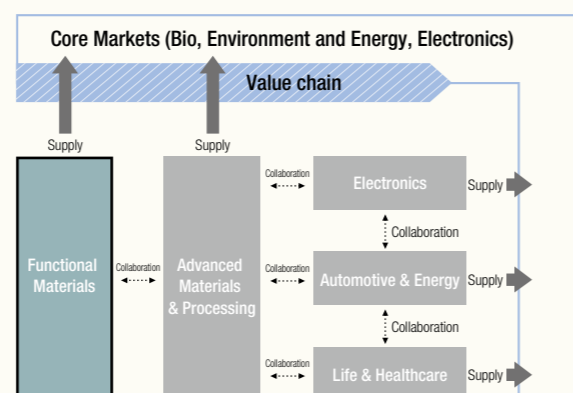 Core Markets (Bio, Environment and Energy, Electronics)
Value chain
Supply
Supply
Functional
Materials
Collaboration
Advanced
Materials
& Processing
Collaboration
Electronics
Supply
Collaboration
Collaboration
Automotive & Energy
Supply
Collaboration
Collaboration
Life & Healthcare
Supply